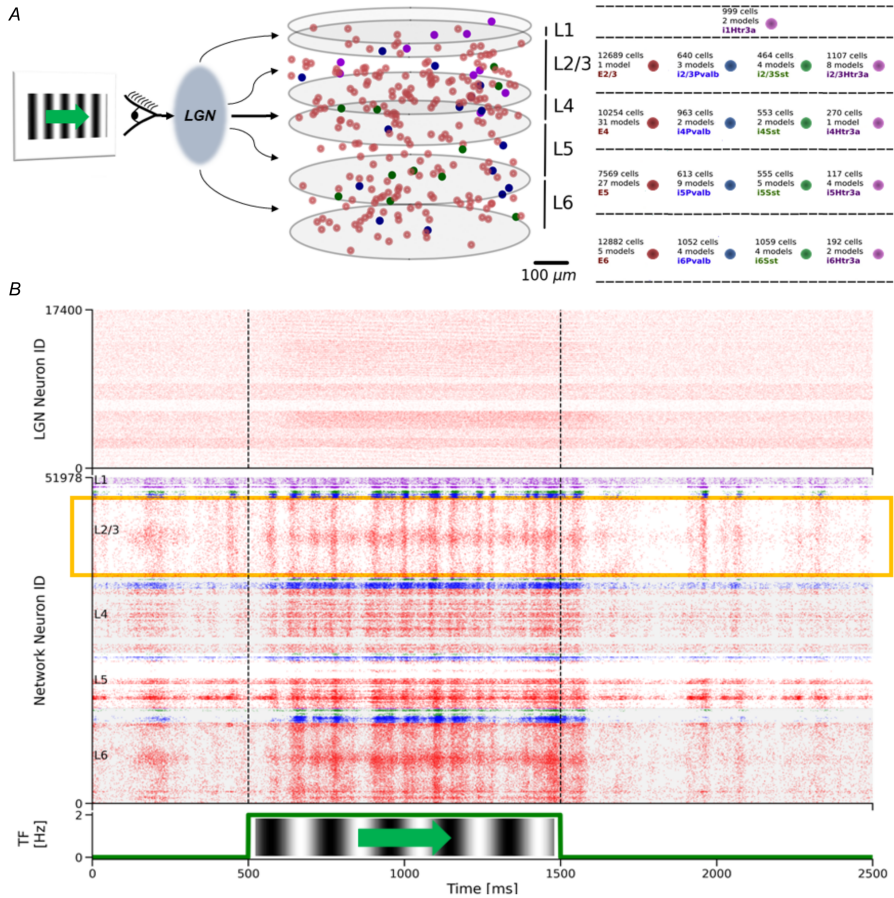 A
LGN
L1
L2/3
L4
L5
L6
100 μm
999 cells
2 models
i1Htr3a
12689 cells
1 model
E2/3
640 cells
3 models
i2/3Pvalb
464 cells
4 models
i2/3Sst
1107 cells
8 models
i2/3Htr3a
10254 cells
31 models
E4
963 cells
2 models
i4Pvalb
553 cells
2 models
i4Sst
270 cells
1 model
i4Htr3a
7569 cells
27 models
E5
613 cells
9 models
i5Pvalb
555 cells
5 models
i5Sst
117 cells
4 models
i5Htr3a
12882 cells
5 models
E6
1052 cells
4 models
i6Pvalb
1059 cells
4 models
i6Sst
192 cells
2 models
i6Htr3a
B
17400
LGN Neuron ID
0
51978
L1
L2/3
L4
L5
L6
Network Neuron ID
0
TF
[Hz]
2
0
0
500
1000
1500
2000
2500
Time [ms]